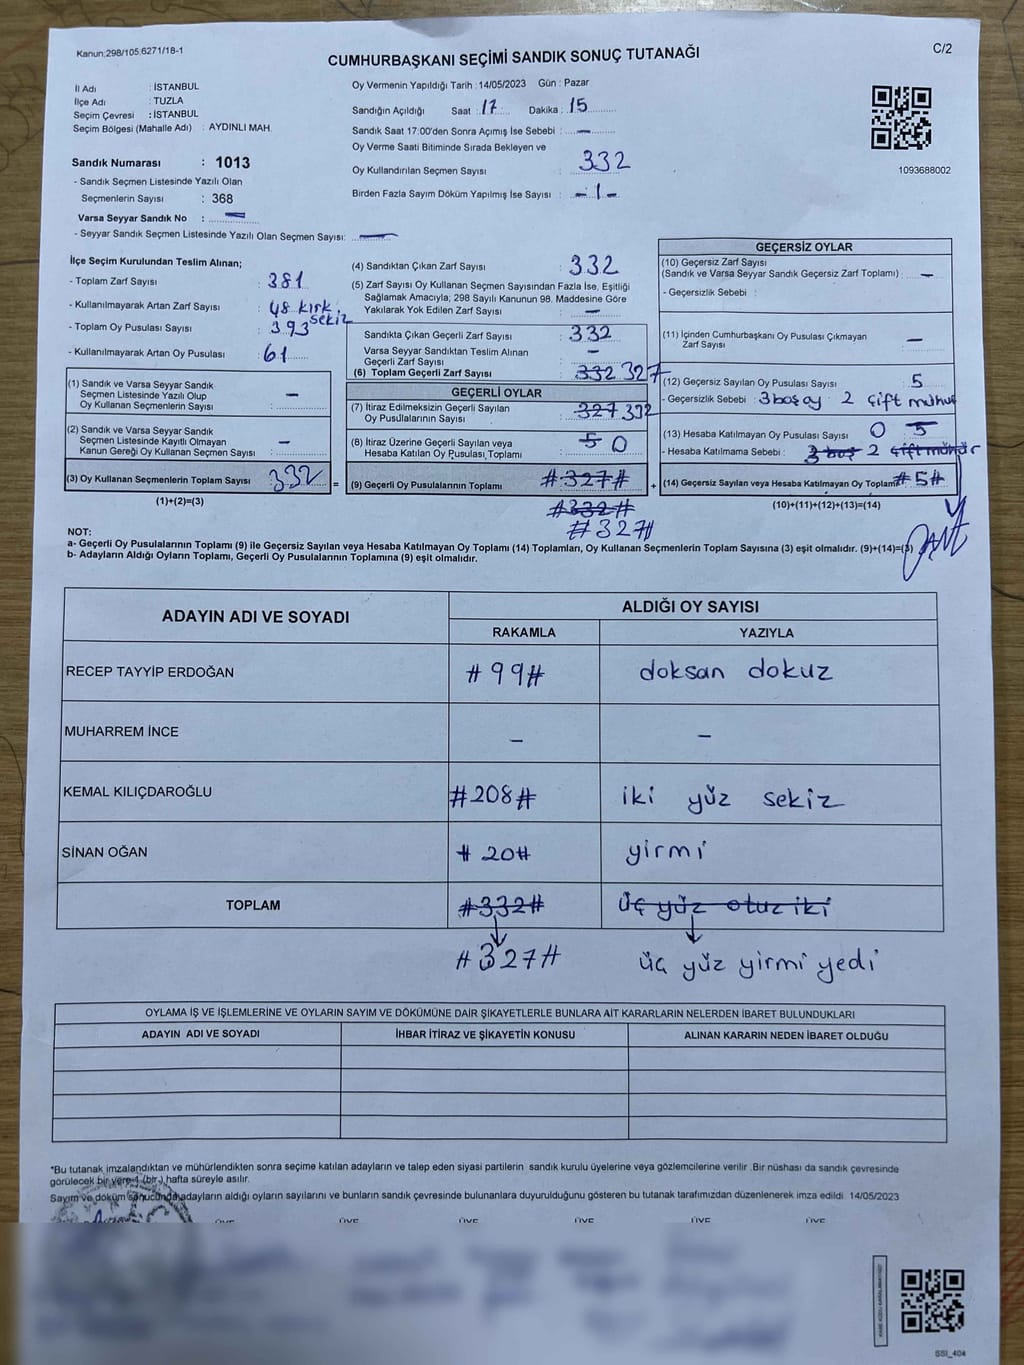 Kanun:298/105;6271/18-1
CUMHURBAŞKANI SEÇİMİ SANDIK SONUÇ TUTANAĞI
C/2
İl Adı : İSTANBUL
İlçe Adı : TUZLA
Seçim Çevresi : İSTANBUL
Seçim Bölgesi (Mahalle Adı) : AYDINLI MAH.
Sandık Numarası : 1013
- Sandık Seçmen Listesinde Yazılı Olan
Seçmenlerin Sayısı : 368
Varsa Seyyar Sandık No : —
- Seyyar Sandık Seçmen Listesinde Yazılı Olan Seçmen Sayısı: —
Oy Vermenin Yapıldığı Tarih : 14/05/2023 Gün : Pazar
Sandığın Açıldığı Saat : 17 Dakika : 15
Sandık Saat 17:00'den Sonra Açımış İse Sebebi : —
Oy Verme Saati Bitiminde Sırada Bekleyen ve
Oy Kullandırılan Seçmen Sayısı : 332
Birden Fazla Sayım Döküm Yapılmış İse Sayısı : -1-
1093688002
İlçe Seçim Kurulundan Teslim Alınan;
- Toplam Zarf Sayısı : 381
- Kullanılmayarak Artan Zarf Sayısı : 48 kırk sekiz
- Toplam Oy Pusulası Sayısı : 393
- Kullanılmayarak Artan Oy Pusulası : 61
(1) Sandık ve Varsa Seyyar Sandık
Seçmen Listesinde Yazılı Olup
Oy Kullanan Seçmenlerin Sayısı : —
(2) Sandık ve Varsa Seyyar Sandık
Seçmen Listesinde Kayıtlı Olmayan
Kanun Gereği Oy Kullanan Seçmen Sayısı : —
(3) Oy Kullanan Seçmenlerin Toplam Sayısı : 332 =
(1)+(2)=(3)
(4) Sandıktan Çıkan Zarf Sayısı : 332
(5) Zarf Sayısı Oy Kullanan Seçmen Sayısından Fazla İse, Eşitliği
Sağlamak Amacıyla; 298 Sayılı Kanunun 98. Maddesine Göre
Yakılarak Yok Edilen Zarf Sayısı : —
Sandıkta Çıkan Geçerli Zarf Sayısı : 332
Varsa Seyyar Sandıktan Teslim Alınan
Geçerli Zarf Sayısı : —
(6) Toplam Geçerli Zarf Sayısı : 332 327
GEÇERLİ OYLAR
(7) İtiraz Edilmeksizin Geçerli Sayılan
Oy Pusulalarının Sayısı : 327 332
(8) İtiraz Üzerine Geçerli Sayılan veya
Hesaba Katılan Oy Pusulası Toplamı : 5 0
(9) Geçerli Oy Pusulalarının Toplamı : #327# +
#332#
#327#
GEÇERSİZ OYLAR
(10) Geçersiz Zarf Sayısı
(Sandık ve Varsa Seyyar Sandık Geçersiz Zarf Toplamı) : —
- Geçersizlik Sebebi :
(11) İçinden Cumhurbaşkanı Oy Pusulası Çıkmayan
Zarf Sayısı : —
(12) Geçersiz Sayılan Oy Pusulası Sayısı : 5
- Geçersizlik Sebebi : 3 boş oy 2 çift mühür
(13) Hesaba Katılmayan Oy Pusulası Sayısı : 0 5
- Hesaba Katılmama Sebebi : 3 boş 2 çift mühür
(14) Geçersiz Sayılan veya Hesaba Katılmayan Oy Toplamı #5#
(10)+(11)+(12)+(13)=(14)
NOT:
a- Geçerli Oy Pusulalarının Toplamı (9) ile Geçersiz Sayılan veya Hesaba Katılmayan Oy Toplamı (14) Toplamları, Oy Kullanan Seçmenlerin Toplam Sayısına (3) eşit olmalıdır. (9)+(14)=(3)
b- Adayların Aldığı Oyların Toplamı, Geçerli Oy Pusulalarının Toplamına (9) eşit olmalıdır.
ADAYIN ADI VE SOYADI
ALDIĞI OY SAYISI
RAKAMLA YAZIYLA
RECEP TAYYİP ERDOĞAN #99# doksan dokuz
MUHARREM İNCE — —
KEMAL KILIÇDAROĞLU #208# iki yüz sekiz
SİNAN OĞAN #20# yirmi
TOPLAM #332# üç yüz otuz iki
#327# üç yüz yirmi yedi
OYLAMA İŞ VE İŞLEMLERİNE VE OYLARIN SAYIM VE DÖKÜMÜNE DAİR ŞİKAYETLERLE BUNLARA AİT KARARLARIN NELERDEN İBARET BULUNDUKLARI
ADAYIN ADI VE SOYADI İHBAR İTİRAZ VE ŞİKAYETİN KONUSU ALINAN KARARIN NEDEN İBARET OLDUĞU
*Bu tutanak imzalandıktan ve mühürlendikten sonra seçime katılan adayların ve talep eden siyasi partilerin sandık kurulu üyelerine veya gözlemcilerine verilir .Bir nüshası da sandık çevresinde
görülecek bir yere 1 (bir ) hafta süreyle asılır.
Sayım ve döküm sonucunda adayların aldığı oyların sayılarını ve bunların sandık çevresinde bulunanlara duyurulduğunu gösteren bu tutanak tarafımızdan düzenlenerek imza edildi. 14/05/2023
ÜYE ÜYE ÜYE ÜYE ÜYE ÜYE
SSI_404